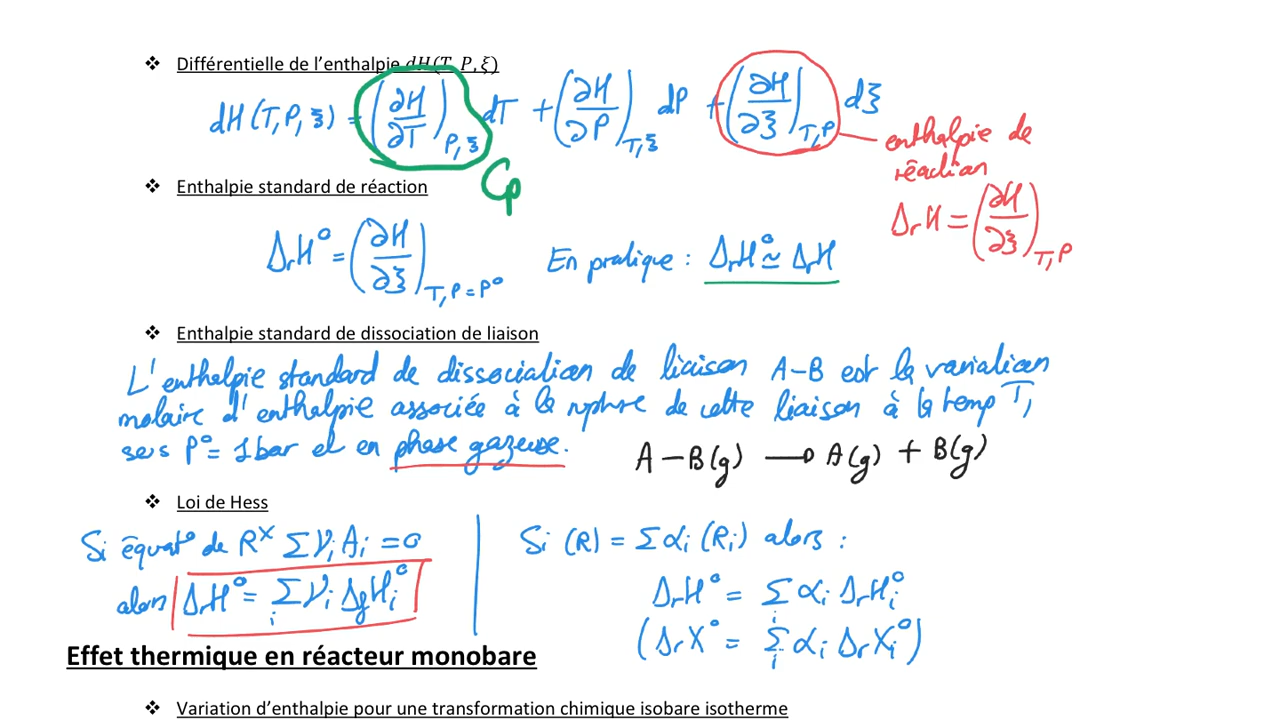 ❖ Différentielle de l'enthalpie dH(T, P, ξ)
dH(T, P, ξ) = (∂H/∂T)_{P, ξ} dT + (∂H/∂P)_{T, ξ} dP + (∂H/∂ξ)_{T, P} dξ
Cp
enthalpie de
réaction
ΔrH = (∂H/∂ξ)_{T, P}
❖ Enthalpie standard de réaction
ΔrH° = (∂H/∂ξ)_{T, P = P°} En pratique : ΔrH° ≃ ΔrH
❖ Enthalpie standard de dissociation de liaison
L'enthalpie standard de dissociation de liaison A-B est la variation
molaire d'enthalpie associée à la rupture de cette liaison à la temp T,
sous P° = 1bar et en phase gazeuse. A-B(g) → A(g) + B(g)
❖ Loi de Hess
Si équat° de RX Σ νi Ai = 0
alors ΔrH° = Σi νi ΔfHi°
Si (R) = Σ αi (Ri) alors :
ΔrH° = Σi αi ΔrHi°
(ΔrX° = Σi αi ΔrXi°)
Effet thermique en réacteur monobare
❖ Variation d'enthalpie pour une transformation chimique isobare isotherme